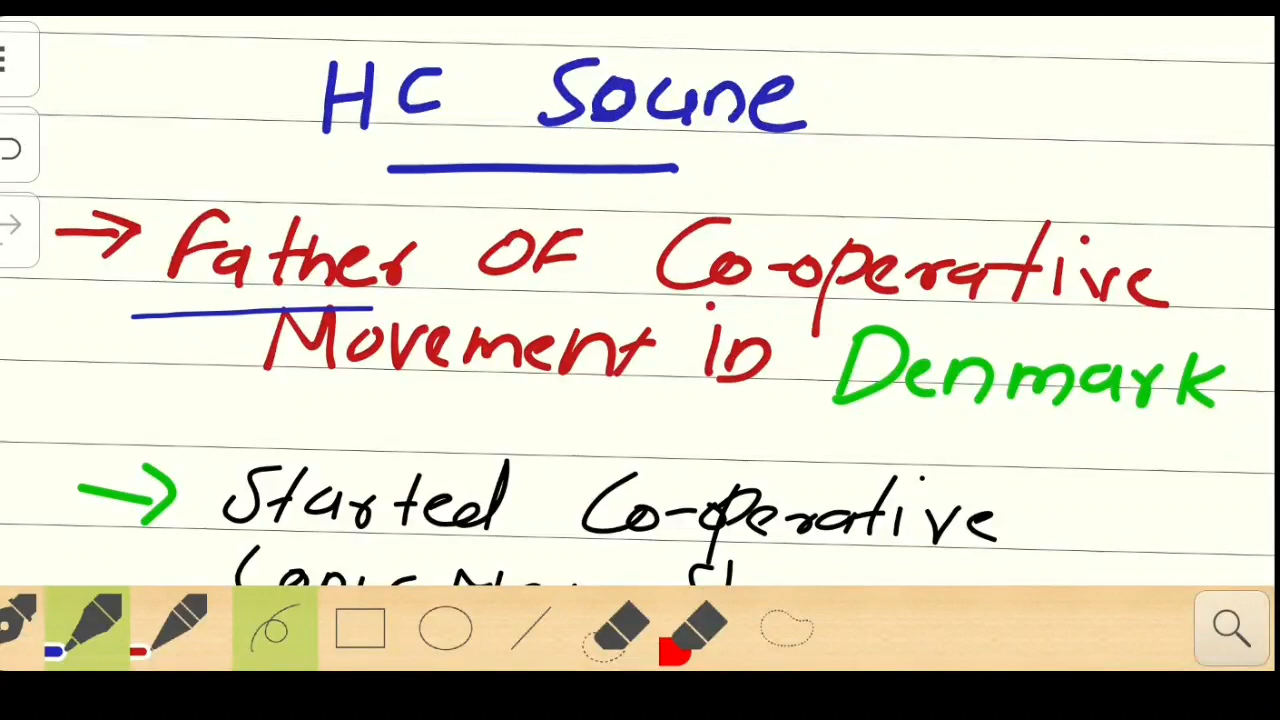 HC Soune
→ Father of Co-operative
Movement in Denmark
→ Started Co-operative